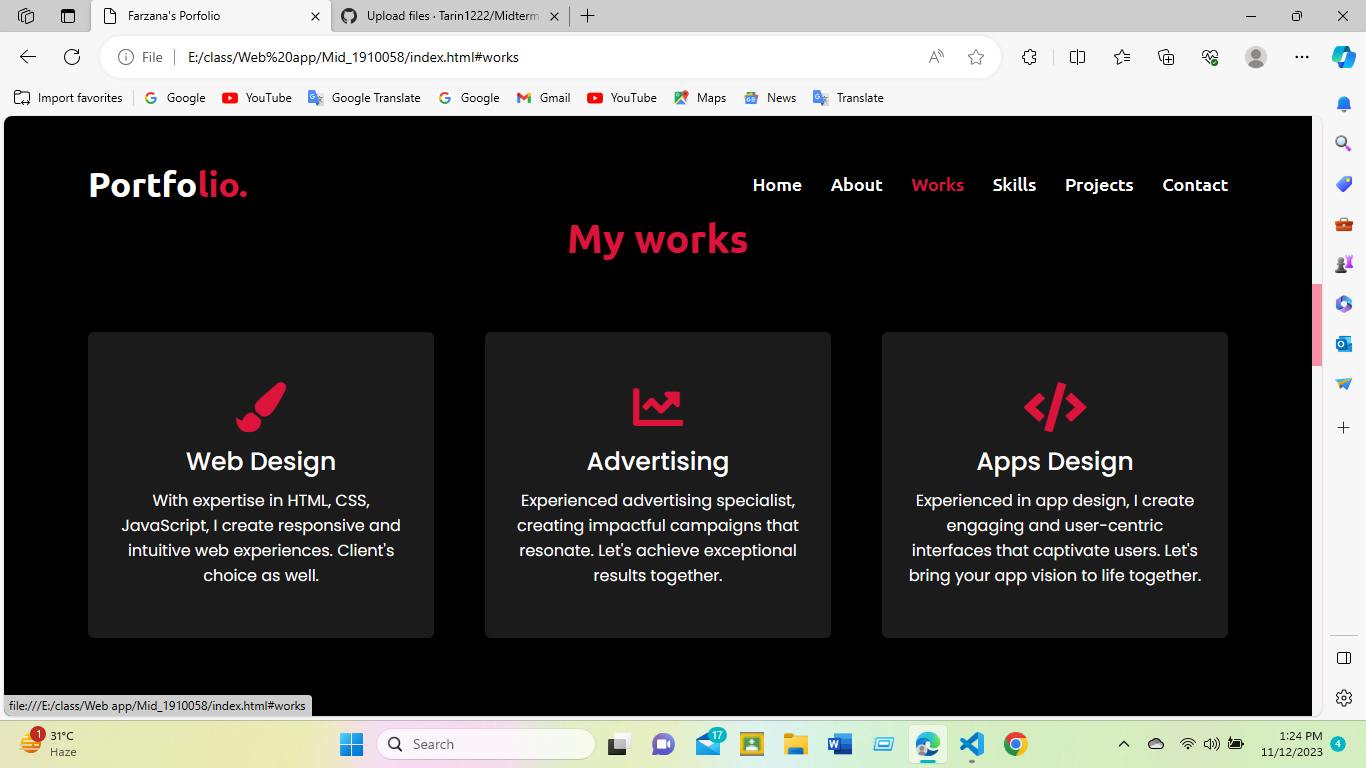 Farzana's Porfolio
Upload files · Tarin1222/Midterm
File
E:/class/Web%20app/Mid_1910058/index.html#works
Import favorites
Google
YouTube
Google Translate
Google
Gmail
YouTube
Maps
News
Translate
Portfolio.
Home
About
Works
Skills
Projects
Contact
My works
Web Design
With expertise in HTML, CSS,
JavaScript, I create responsive and
intuitive web experiences. Client's
choice as well.
Advertising
Experienced advertising specialist,
creating impactful campaigns that
resonate. Let's achieve exceptional
results together.
Apps Design
Experienced in app design, I create
engaging and user-centric
interfaces that captivate users. Let's
bring your app vision to life together.
file:///E:/class/Web app/Mid_1910058/index.html#works
1
31°C
Haze
Search
17
1:24 PM
11/12/2023
4